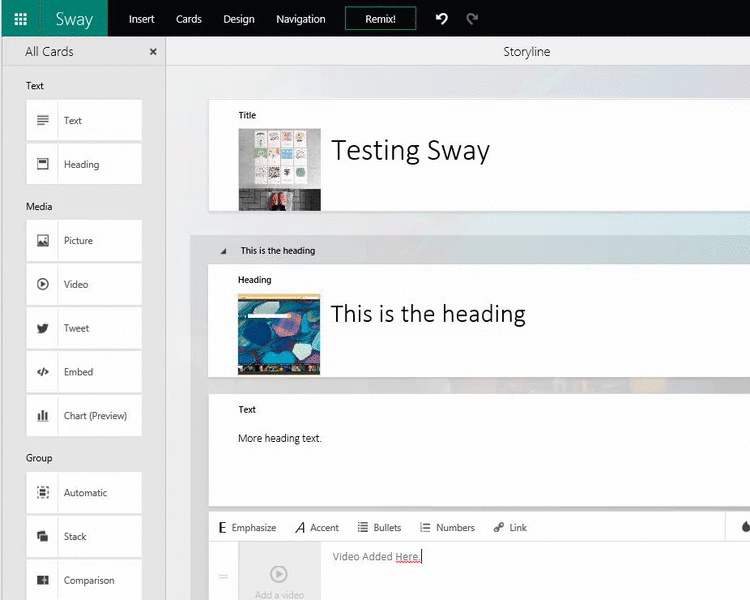 Sway Insert Cards Design Navigation Remix!
All Cards
Storyline
Text
Text
Heading
Media
Picture
Video
Tweet
Embed
Chart (Preview)
Group
Automatic
Stack
Comparison
Title
Testing Sway
This is the heading
Heading
This is the heading
Text
More heading text.
Emphasize Accent Bullets Numbers Link
Video Added Here.
Add a video